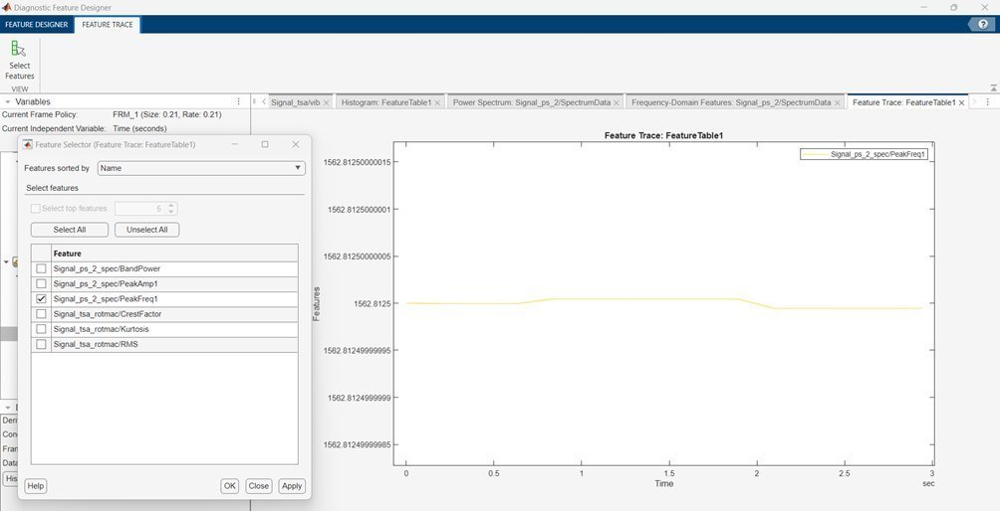 Diagnostic Feature Designer
FEATURE DESIGNER
FEATURE TRACE
Select
Features
VIEW
Variables
Current Frame Policy: FRM_1 (Size: 0.21, Rate: 0.21)
Current Independent Variable: Time (seconds)
Feature Selector (Feature Trace: FeatureTable1)
Features sorted by Name
Select features
Select top features 5
Select All
Unselect All
Feature
Signal_ps_2_spec/BandPower
Signal_ps_2_spec/PeakAmp1
Signal_ps_2_spec/PeakFreq1
Signal_tsa_rotmac/CrestFactor
Signal_tsa_rotmac/Kurtosis
Signal_tsa_rotmac/RMS
Help
OK
Close
Apply
Signal_tsa/vib
Histogram: FeatureTable1
Power Spectrum: Signal_ps_2/SpectrumData
Frequency-Domain Features: Signal_ps_2/SpectrumData
Feature Trace: FeatureTable1
Feature Trace: FeatureTable1
Signal_ps_2_spec/PeakFreq1
1562.81250000015
1562.8125000001
1562.81250000005
1562.8125
1562.81249999995
1562.8124999999
1562.81249999985
Features
0
0.5
1
1.5
2
2.5
3
Time
sec